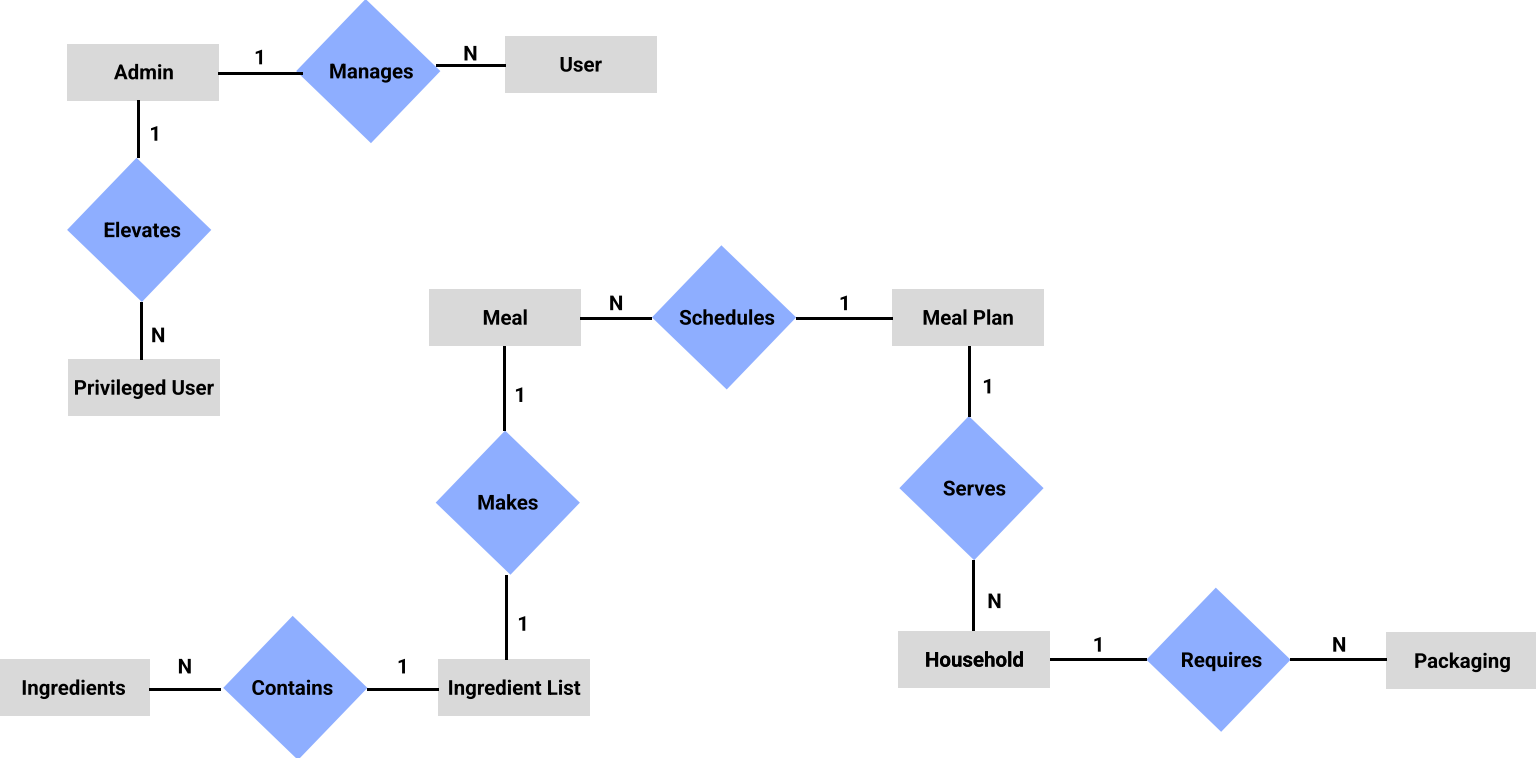 Admin
1
Manages
N
User
1
Elevates
N
Privileged User
Meal
N
Schedules
1
Meal Plan
1
Makes
1
1
Serves
N
Ingredients
N
Contains
1
Ingredient List
Household
1
Requires
N
Packaging